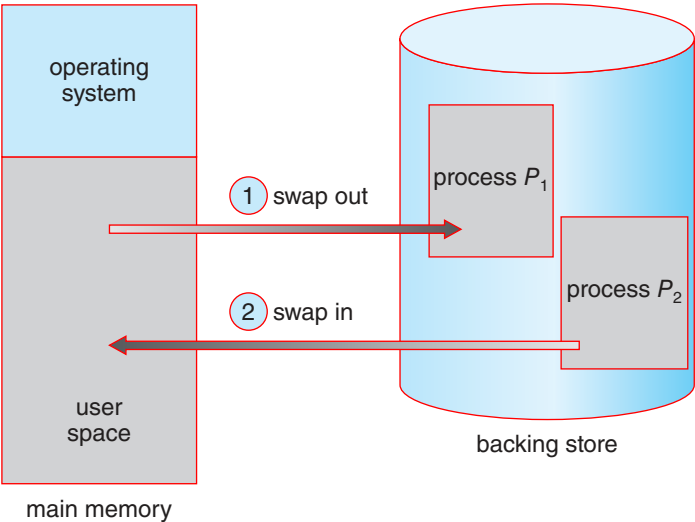 operating
system
process P1
1 swap out
process P2
2 swap in
user
space
backing store
main memory